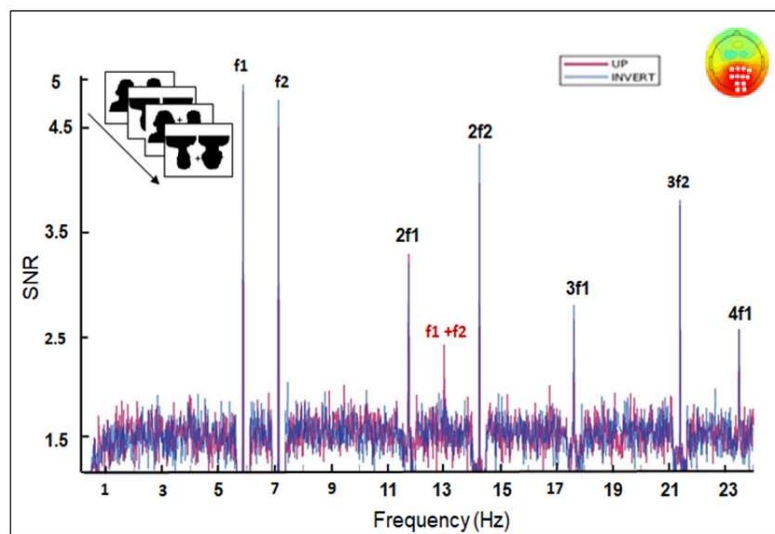 f1
f2
UP
INVERT
5
4.5
2f2
3f2
3.5
2f1
SNR
3f1
f1 +f2
4f1
2.5
1.5
1 3 5 7 9 11 13 15 17 19 21 23
Frequency (Hz)